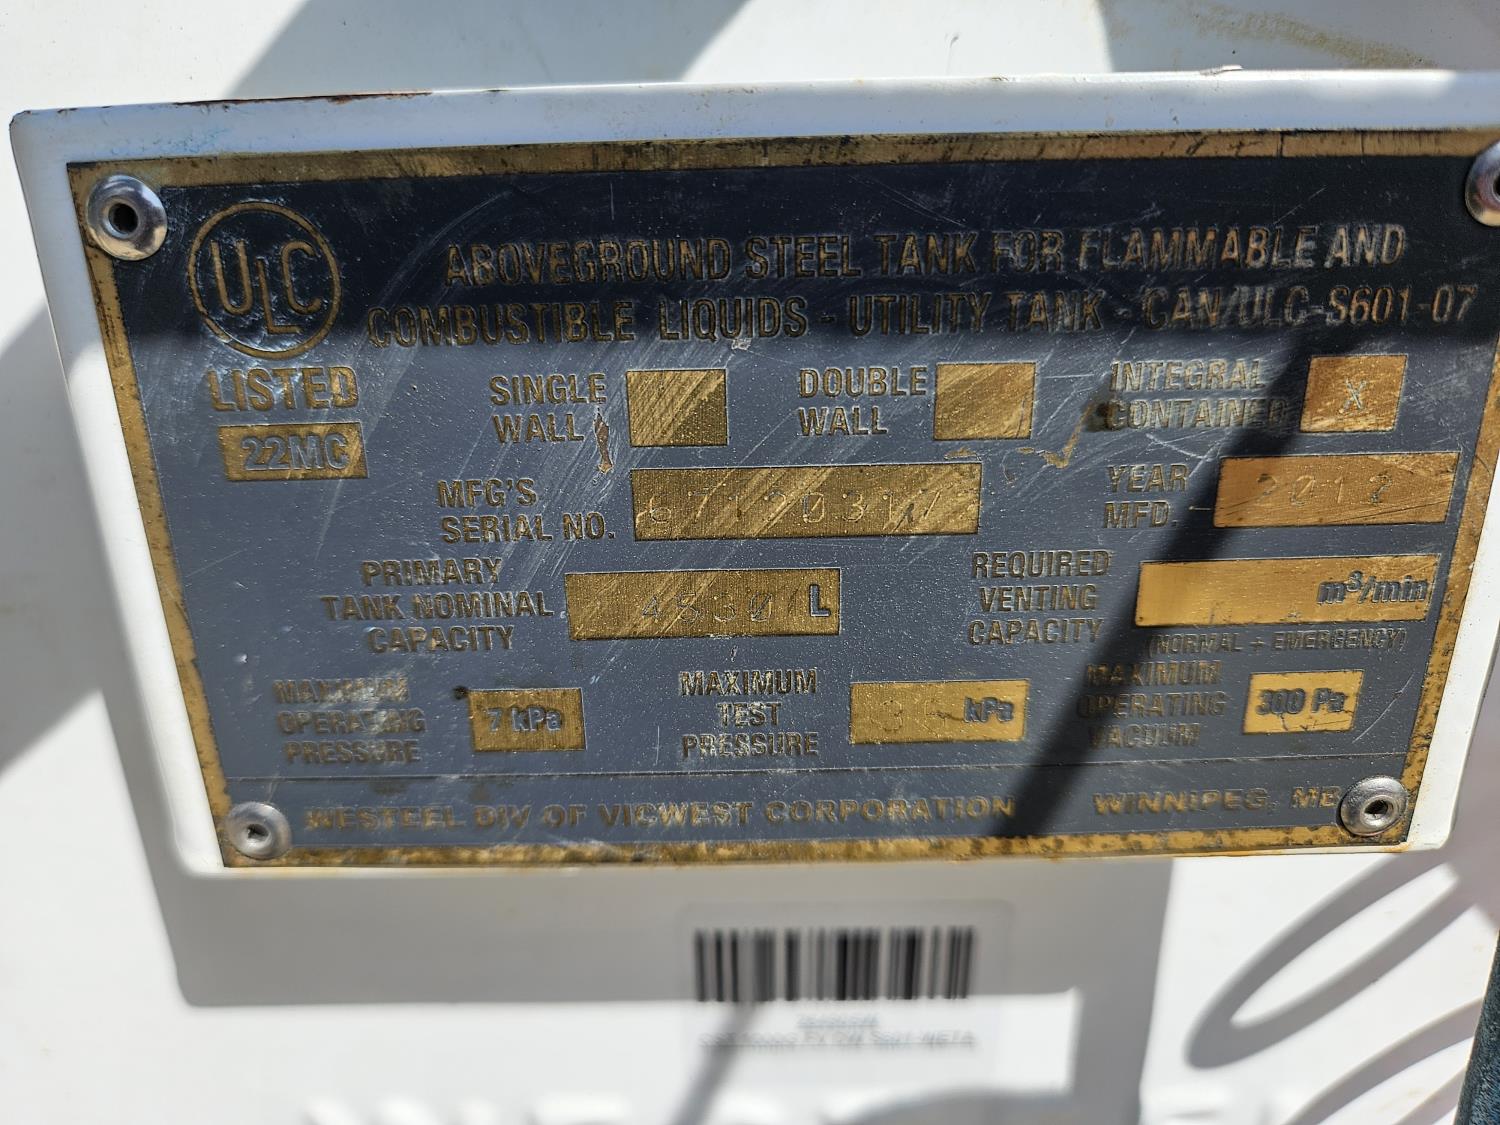 ULC
ABOVEGROUND STEEL TANK FOR FLAMMABLE AND
COMBUSTIBLE LIQUIDS - UTILITY TANK - CAN/ULC-S601-07
LISTED
22MC
SINGLE WALL
DOUBLE WALL
INTEGRAL CONTAINED X
MFG'S SERIAL NO.
YEAR MFD. - 2012
PRIMARY TANK NOMINAL CAPACITY L
REQUIRED VENTING CAPACITY m³/min
(NORMAL + EMERGENCY)
MAXIMUM OPERATING PRESSURE 7 kPa
MAXIMUM TEST PRESSURE 35 kPa
MAXIMUM OPERATING VACUUM 300 Pa
WESTEEL DIV OF VICWEST CORPORATION WINNIPEG, MB